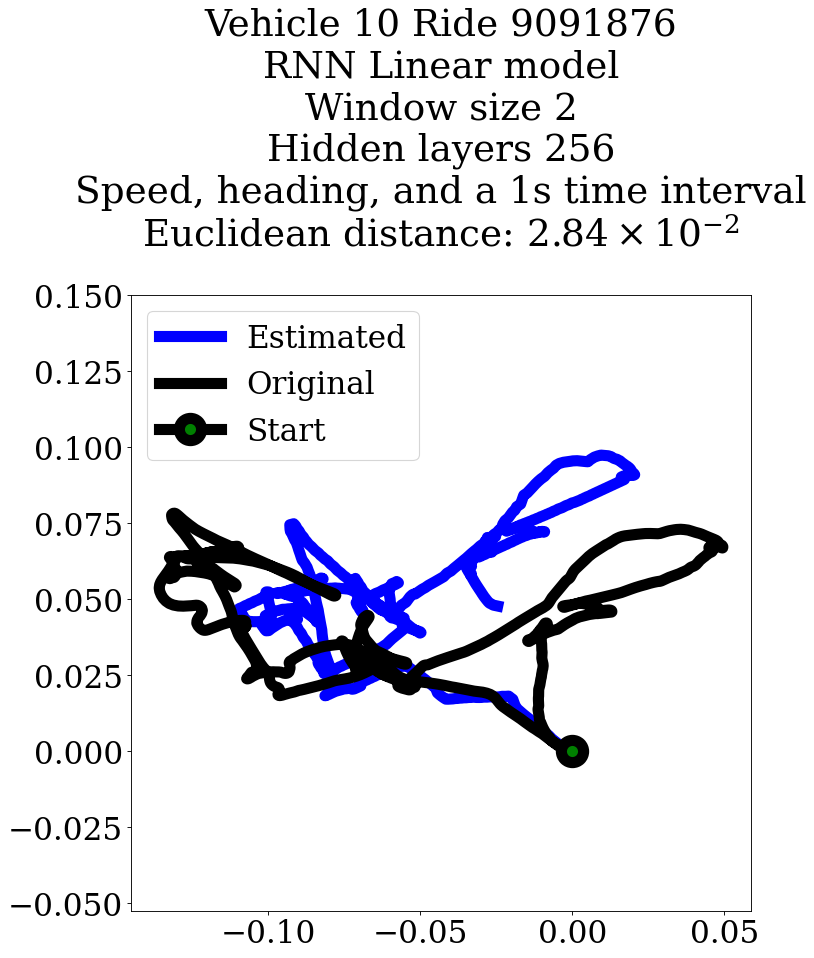 Vehicle 10 Ride 9091876
RNN Linear model
Window size 2
Hidden layers 256
Speed, heading, and a 1s time interval
Euclidean distance: 2.84 × 10⁻²
0.150
Estimated
0.125
Original
Start
0.100
0.075
0.050
0.025
0.000
−0.025
−0.050
−0.10 −0.05 0.00 0.05